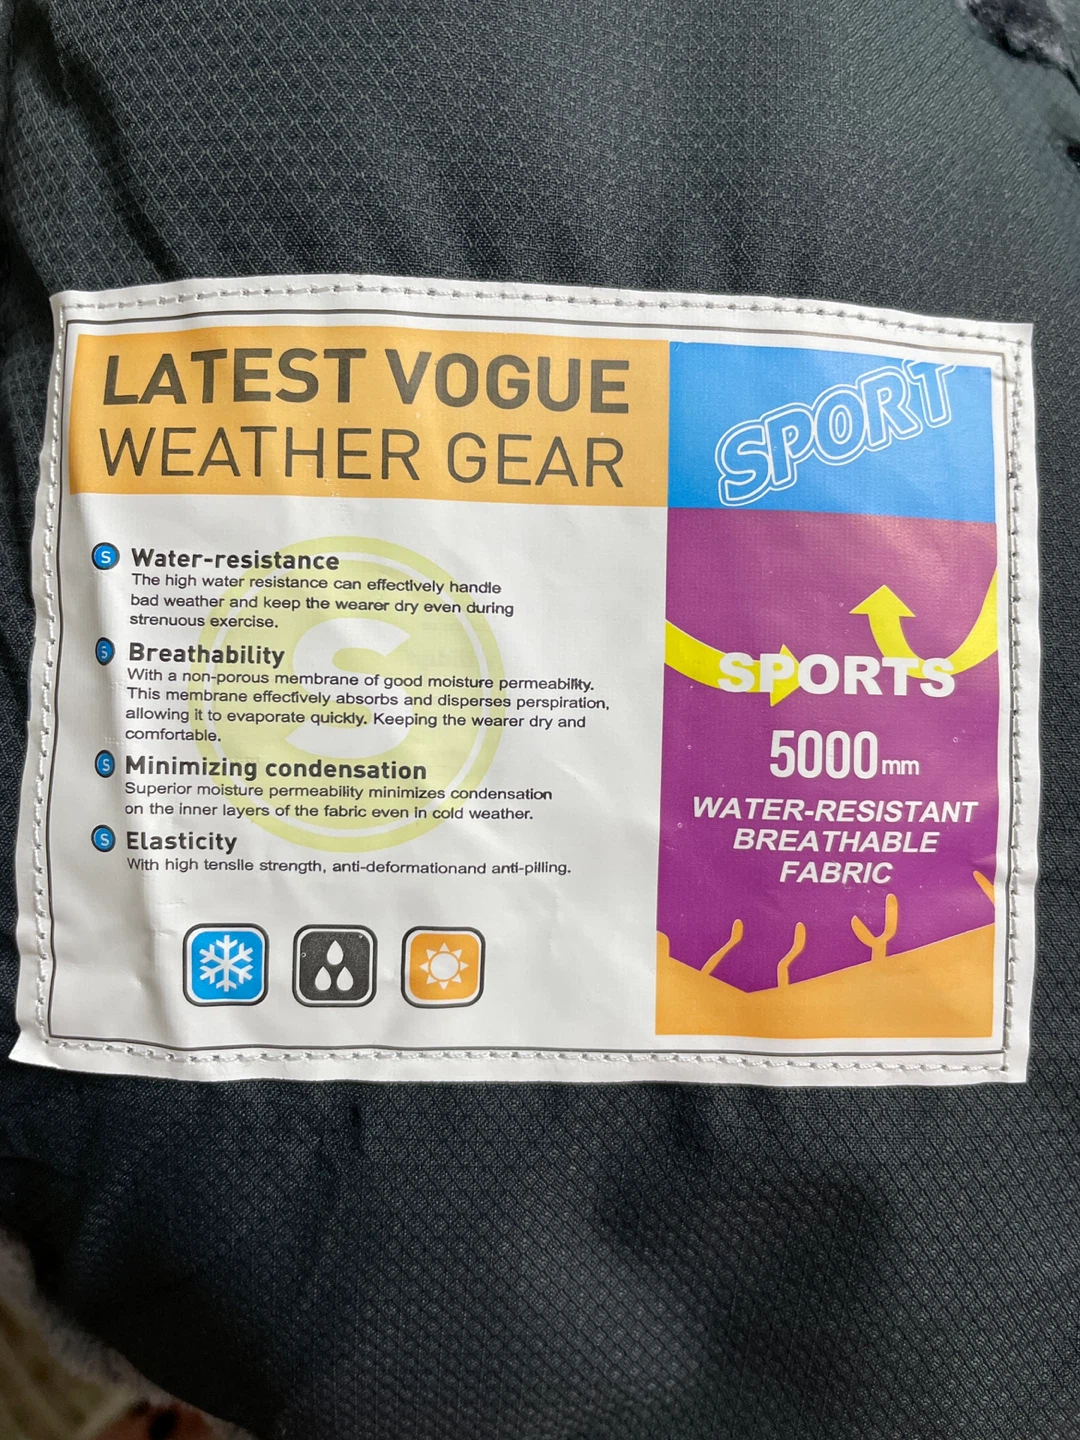 LATEST VOGUE
WEATHER GEAR
SPORT
S Water-resistance
The high water resistance can effectively handle
bad weather and keep the wearer dry even during
strenuous exercise.
S Breathability
With a non-porous membrane of good moisture permeability.
This membrane effectively absorbs and disperses perspiration,
allowing it to evaporate quickly. Keeping the wearer dry and
comfortable.
S Minimizing condensation
Superior moisture permeability minimizes condensation
on the inner layers of the fabric even in cold weather.
S Elasticity
With high tensile strength, anti-deformationand anti-pilling.
S
SPORTS
5000mm
WATER-RESISTANT
BREATHABLE
FABRIC